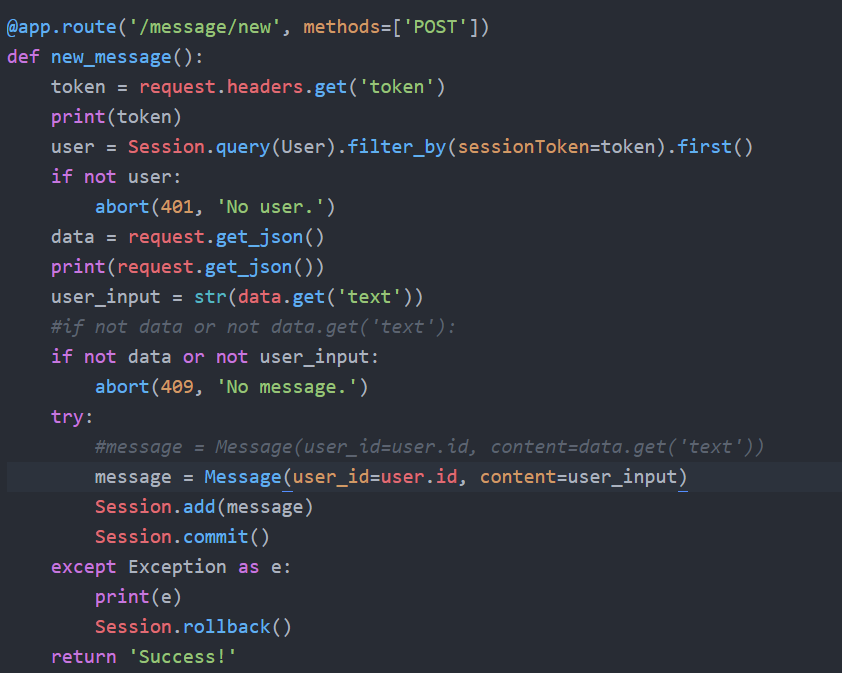 @app.route('/message/new', methods=['POST'])
def new_message():
    token = request.headers.get('token')
    print(token)
    user = Session.query(User).filter_by(sessionToken=token).first()
    if not user:
        abort(401, 'No user.')
    data = request.get_json()
    print(request.get_json())
    user_input = str(data.get('text'))
    #if not data or not data.get('text'):
    if not data or not user_input:
        abort(409, 'No message.')
    try:
        #message = Message(user_id=user.id, content=data.get('text'))
        message = Message(user_id=user.id, content=user_input)
        Session.add(message)
        Session.commit()
    except Exception as e:
        print(e)
        Session.rollback()
    return 'Success!'